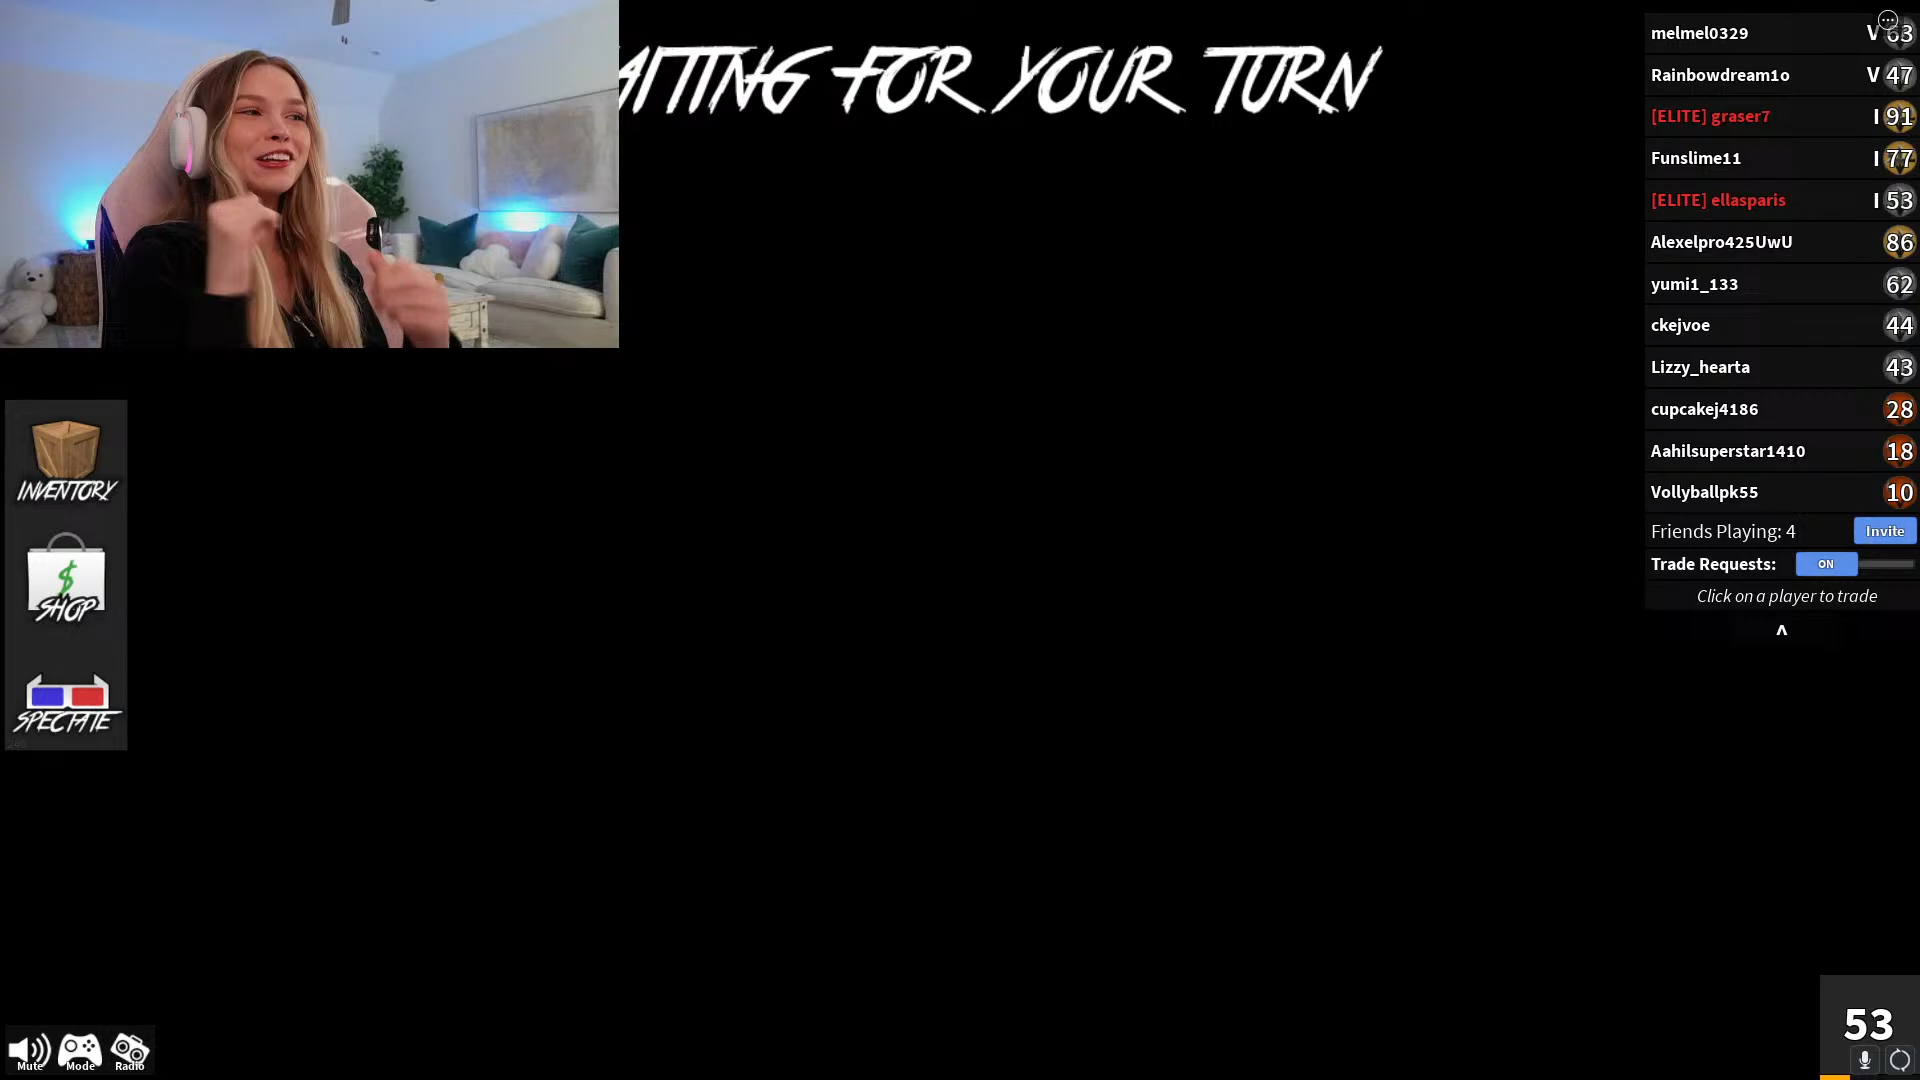 AITING FOR YOUR TURN
melmel0329 V 63
Rainbowdream1o V 47
[ELITE] graser7 I 91
Funslime11 I 77
[ELITE] ellasparis I 53
Alexelpro425UwU 86
yumi1_133 62
ckejvoe 44
Lizzy_hearta 43
cupcakej4186 28
Aahilsuperstar1410 18
Vollyballpk55 10
Friends Playing: 4 Invite
Trade Requests: ON
Click on a player to trade
^
INVENTORY
$
SHOP
SPECTATE
Mute Mode Radio
53